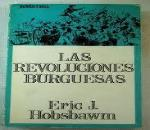 LAS
REVOLUCIONES
BURGUESAS
Eric J.
Hobsbawm